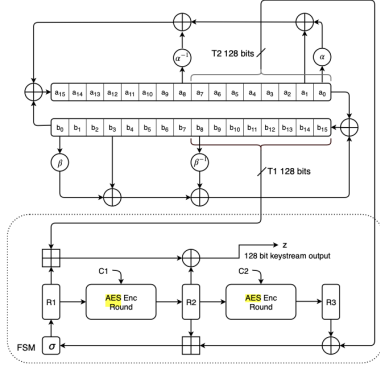 α⁻¹
α
T2 128 bits
a15 a14 a13 a12 a11 a10 a9 a8 a7 a6 a5 a4 a3 a2 a1 a0
b0 b1 b2 b3 b4 b5 b6 b7 b8 b9 b10 b11 b12 b13 b14 b15
β
β⁻¹
T1 128 bits
z
128 bit keystream output
C1
C2
R1
AES Enc
Round
R2
AES Enc
Round
R3
FSM
σ